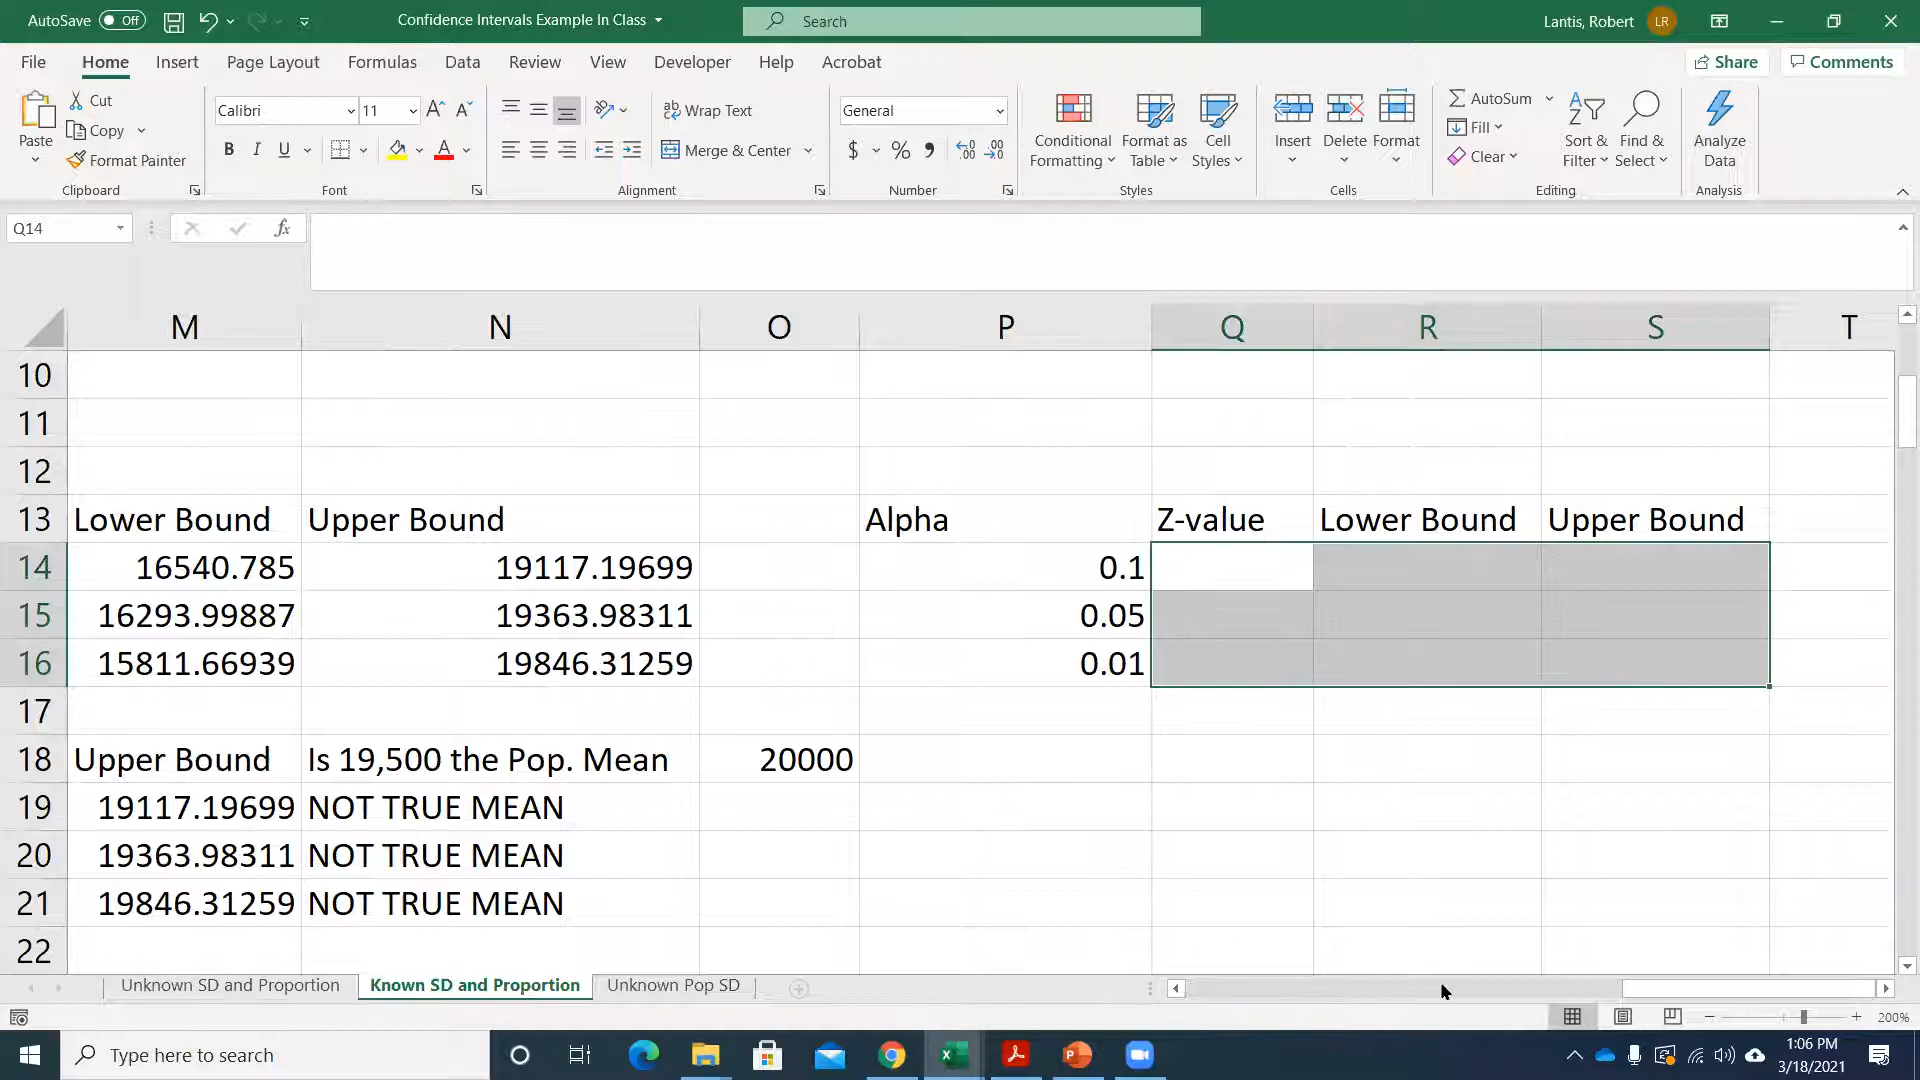 AutoSave Off Confidence Intervals Example In Class Search Lantis, Robert LR
File Home Insert Page Layout Formulas Data Review View Developer Help Acrobat Share Comments
Paste Cut Copy Format Painter
Calibri 11 B I U A
ab Wrap Text Merge & Center
General $ %
Conditional Formatting Format as Table Cell Styles
Insert Delete Format
AutoSum Fill Clear Sort & Filter Find & Select
Analyze Data
Clipboard Font Alignment Number Styles Cells Editing Analysis
Q14 fx
M N O P Q R S T
10
11
12
13 Lower Bound Upper Bound Alpha Z-value Lower Bound Upper Bound
14 16540.785 19117.19699 0.1
15 16293.99887 19363.98311 0.05
16 15811.66939 19846.31259 0.01
17
18 Upper Bound Is 19,500 the Pop. Mean 20000
19 19117.19699 NOT TRUE MEAN
20 19363.98311 NOT TRUE MEAN
21 19846.31259 NOT TRUE MEAN
22
Unknown SD and Proportion Known SD and Proportion Unknown Pop SD
200%
Type here to search 1:06 PM
3/18/2021